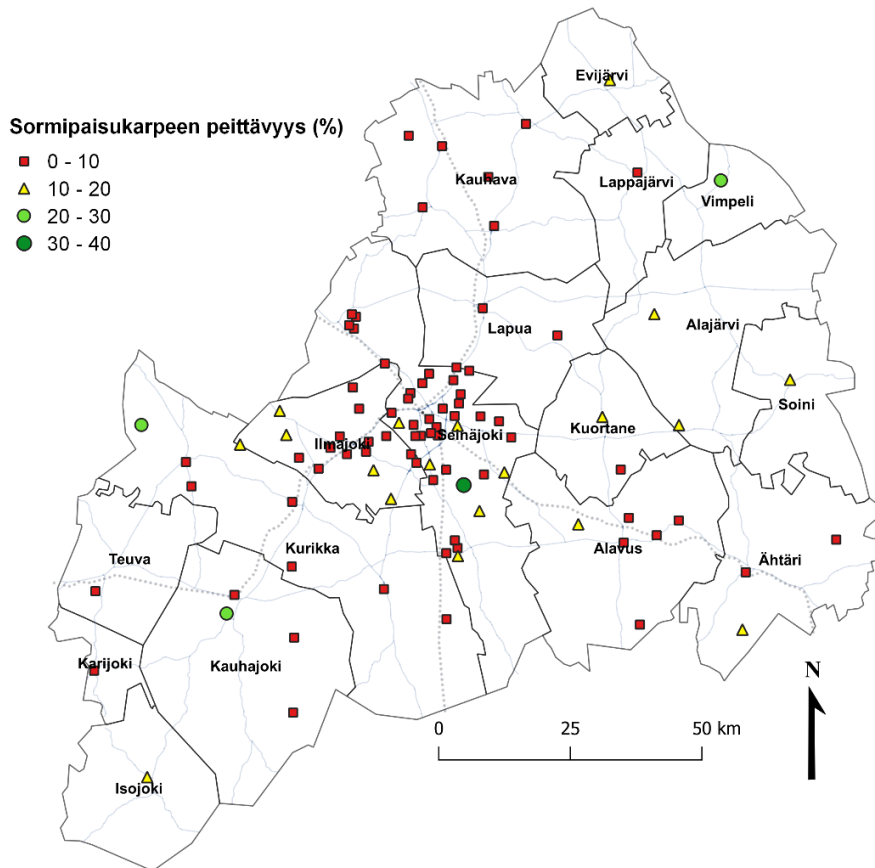 Evijärvi
Sormipaisukarpeen peittävyys (%)
0 - 10
10 - 20
20 - 30
30 - 40
Kauhava
Lappajärvi
Vimpeli
Lapua
Alajärvi
Soini
Kuortane
Seinäjoki
Ilmajoki
Kurikka
Alavus
Ähtäri
Teuva
Karijoki
Kauhajoki
N
0 25 50 km
Isojoki